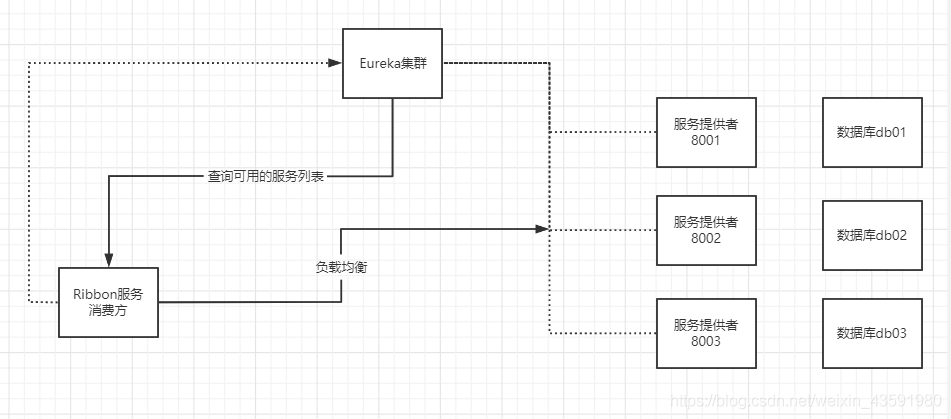 Eureka集群
服务提供者
8001
数据库db01
查询可用的服务列表
服务提供者
8002
数据库db02
负载均衡
Ribbon服务
消费方
服务提供者
8003
数据库db03
https://blog.csdn.net/weixin_43591980